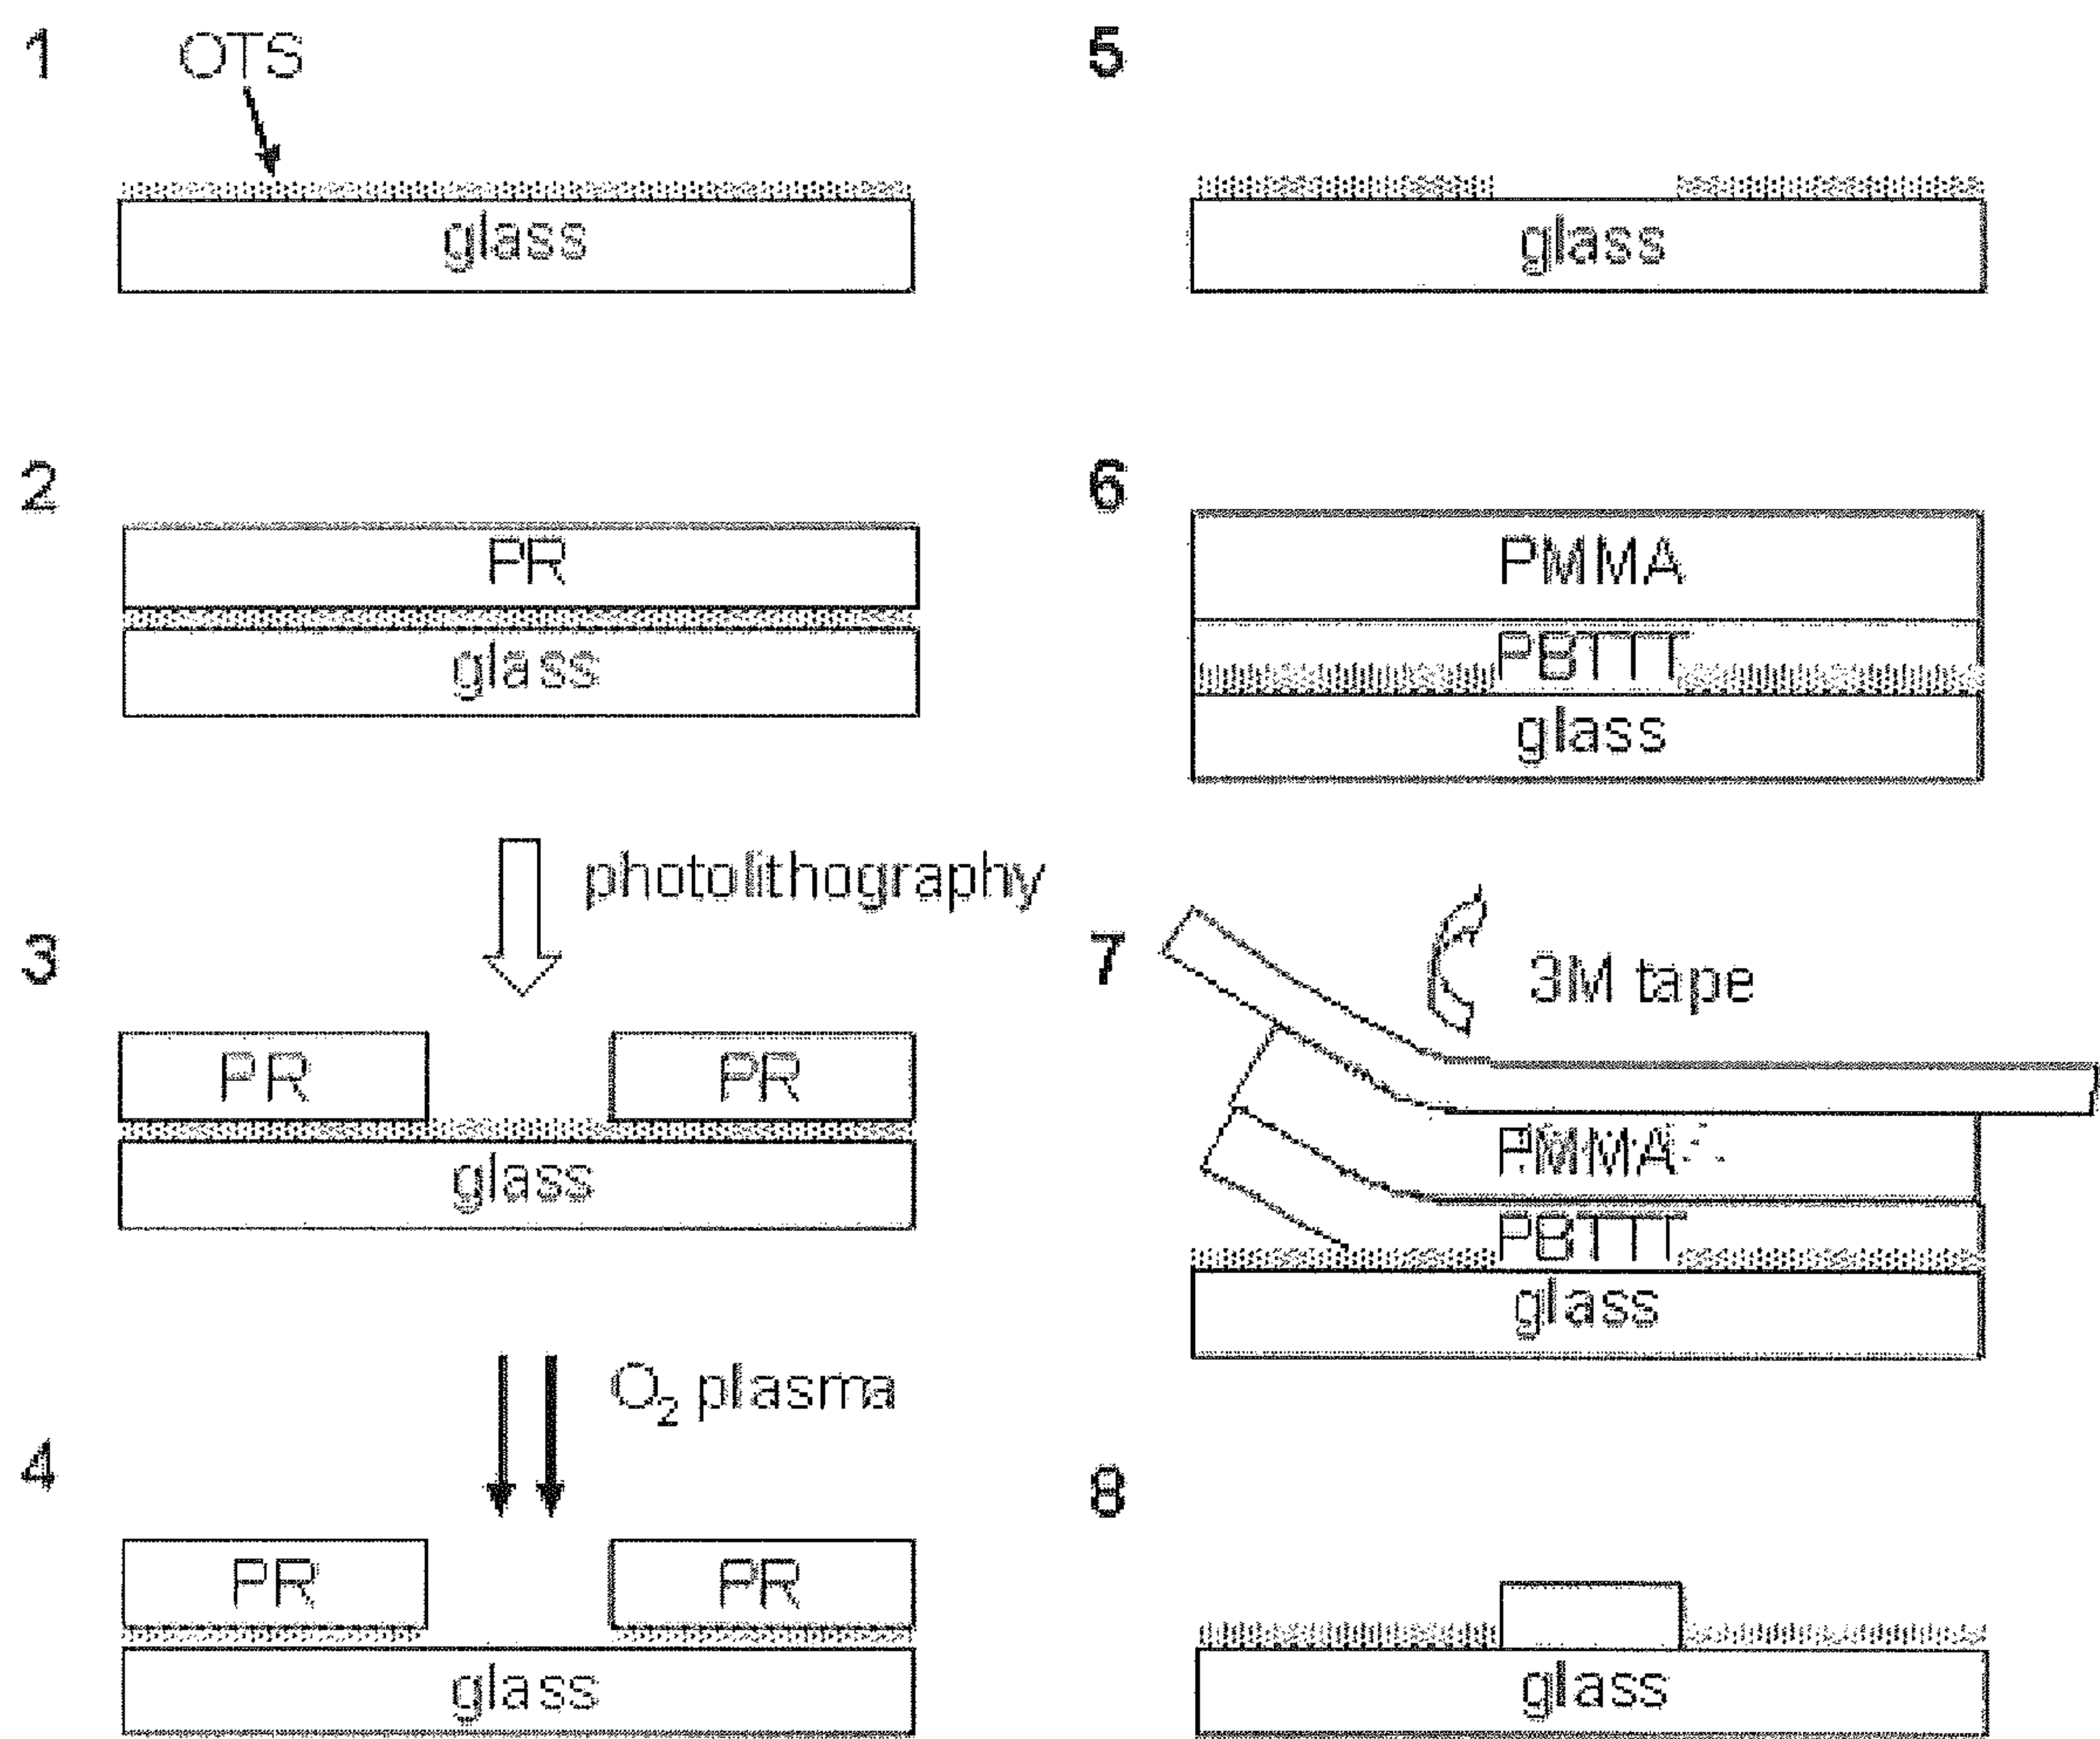 1
OTS
glass
2
PR
glass
photolithography
3
PR PR
glass
O₂ plasma
4
PR PR
glass
5
glass
6
PMMA
PBTTT
glass
7
3M tape
PMMA
PBTTT
glass
8
glass